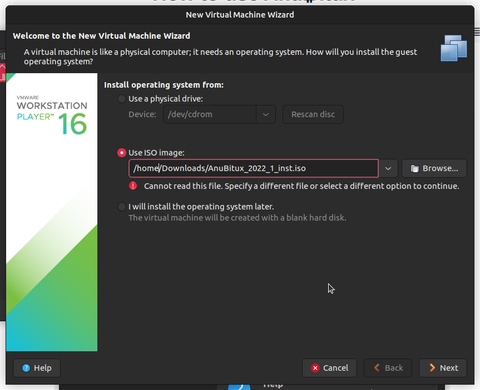 New Virtual Machine Wizard
Welcome to the New Virtual Machine Wizard
A virtual machine is like a physical computer; it needs an operating system. How will you install the guest
operating system?
VMWARE
WORKSTATION
PLAYER™ 16
Install operating system from:
Use a physical drive:
Device: /dev/cdrom Rescan disc
Use ISO image:
/home/Downloads/AnuBitux_2022_1_inst.iso Browse...
Cannot read this file. Specify a different file or select a different option to continue.
I will install the operating system later.
The virtual machine will be created with a blank hard disk.
Help Cancel Back Next
Help